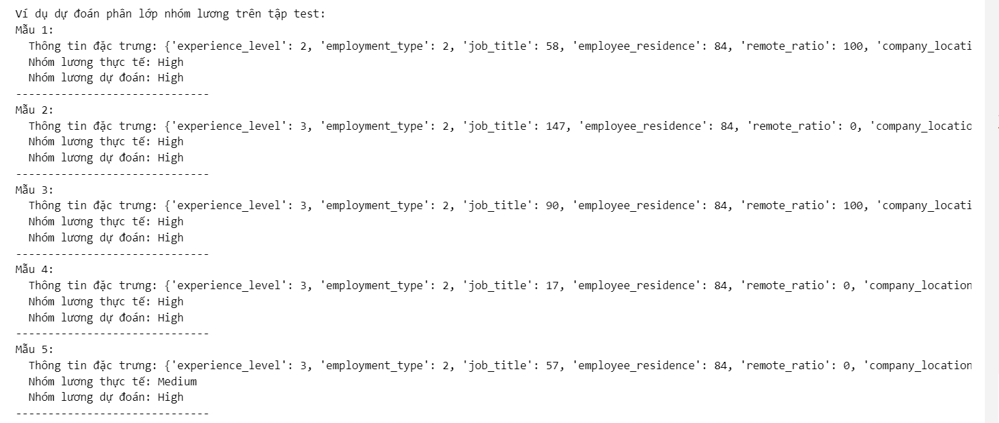 Ví dụ dự đoán phân lớp nhóm lương trên tập test:
Mẫu 1:
Thông tin đặc trưng: {'experience_level': 2, 'employment_type': 2, 'job_title': 58, 'employee_residence': 84, 'remote_ratio': 100, 'company_locati
Nhóm lương thực tế: High
Nhóm lương dự đoán: High
------------------------------
Mẫu 2:
Thông tin đặc trưng: {'experience_level': 3, 'employment_type': 2, 'job_title': 147, 'employee_residence': 84, 'remote_ratio': 0, 'company_locatio
Nhóm lương thực tế: High
Nhóm lương dự đoán: High
------------------------------
Mẫu 3:
Thông tin đặc trưng: {'experience_level': 3, 'employment_type': 2, 'job_title': 90, 'employee_residence': 84, 'remote_ratio': 100, 'company_locati
Nhóm lương thực tế: High
Nhóm lương dự đoán: High
------------------------------
Mẫu 4:
Thông tin đặc trưng: {'experience_level': 3, 'employment_type': 2, 'job_title': 17, 'employee_residence': 84, 'remote_ratio': 0, 'company_location
Nhóm lương thực tế: High
Nhóm lương dự đoán: High
------------------------------
Mẫu 5:
Thông tin đặc trưng: {'experience_level': 3, 'employment_type': 2, 'job_title': 57, 'employee_residence': 84, 'remote_ratio': 0, 'company_location
Nhóm lương thực tế: Medium
Nhóm lương dự đoán: High
------------------------------